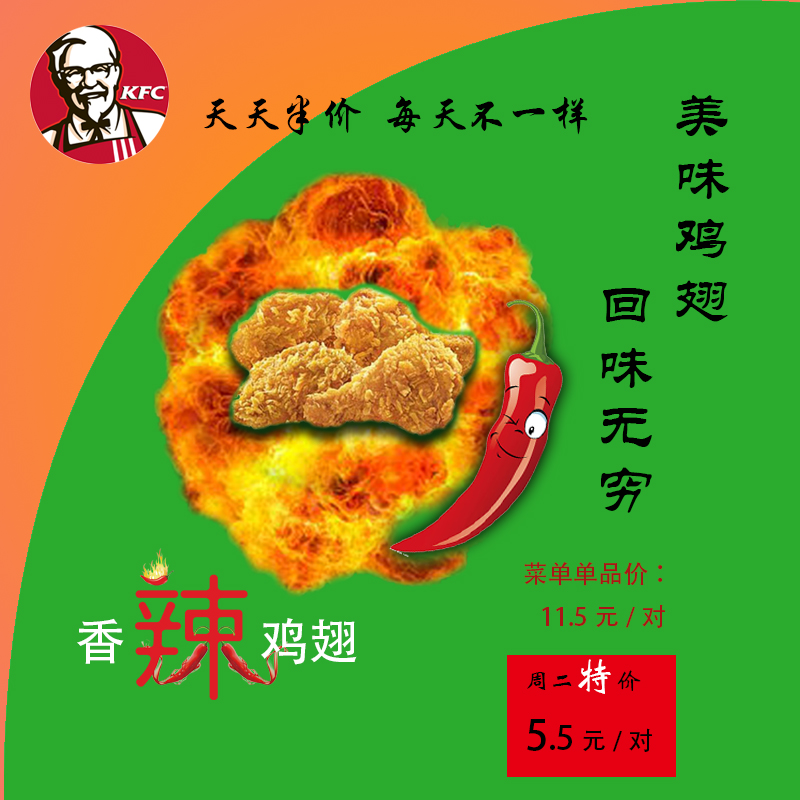 KFC
天天半价 每天不一样
美味鸡翅
回味无穷
香辣鸡翅
菜单单品价：
11.5 元 / 对
周二特价
5.5 元 / 对